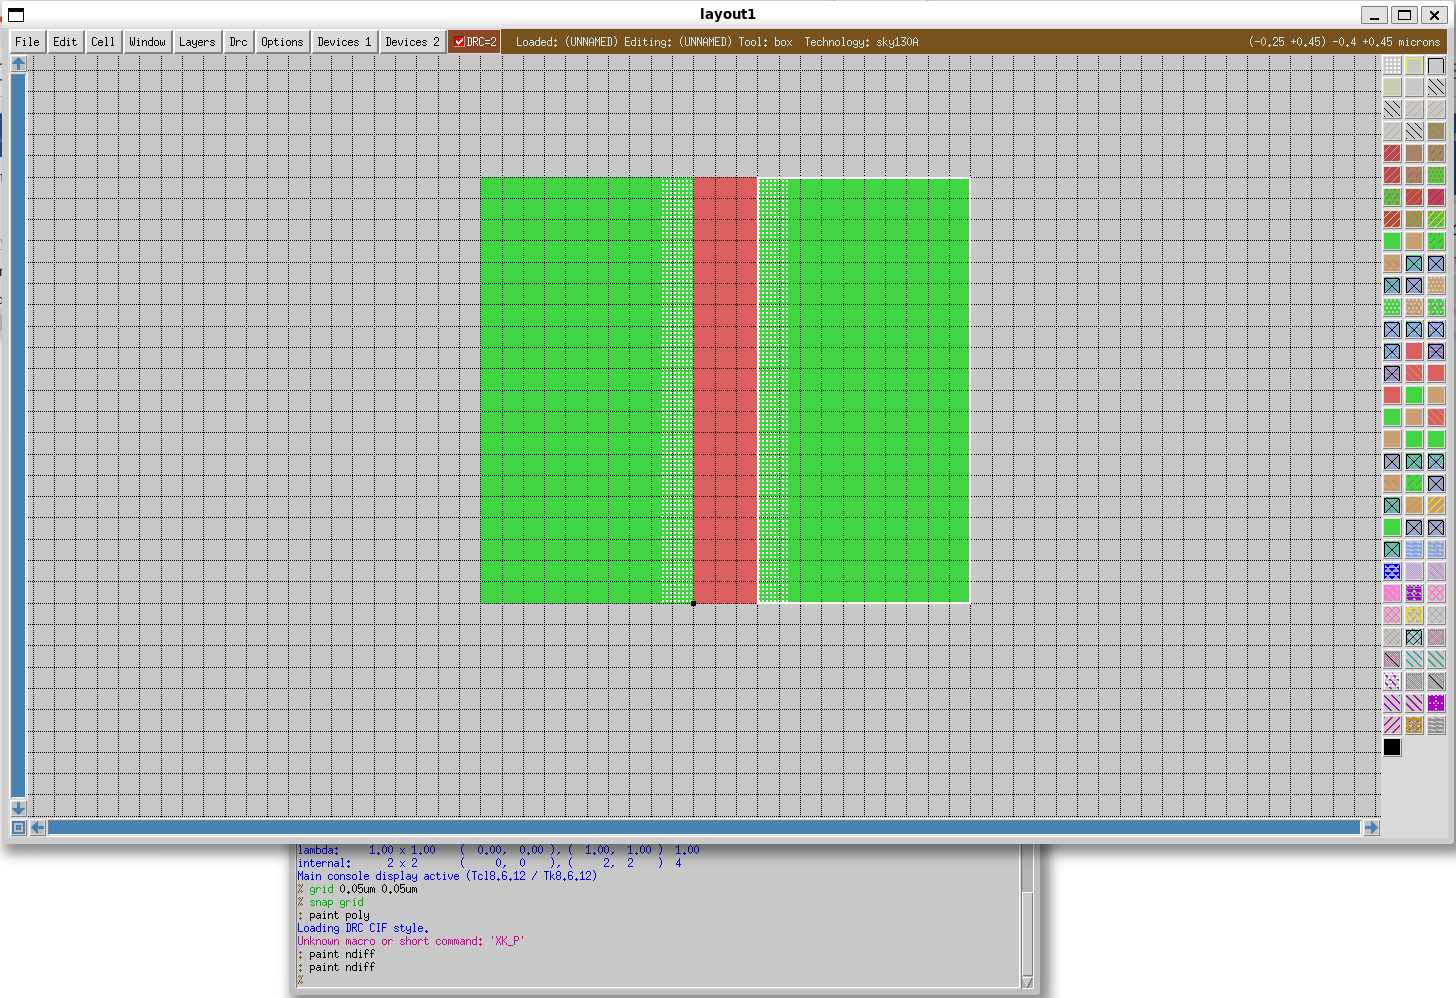 layout1
File Edit Cell Window Layers Drc Options Devices 1 Devices 2 DRC=2 Loaded: (UNNAMED) Editing: (UNNAMED) Tool: box Technology: sky130A (-0.25 +0.45) -0.4 +0.45 microns
lambda: 1.00 x 1.00 ( 0.00, 0.00 ), ( 1.00, 1.00 ) 1.00
internal: 2 x 2 ( 0, 0 ), ( 2, 2 ) 4
Main console display active (Tcl8.6.12 / Tk8.6.12)
% grid 0.05um 0.05um
% snap grid
: paint poly
Loading DRC CIF style.
Unknown macro or short command: 'XK_P'
: paint ndiff
: paint ndiff
%